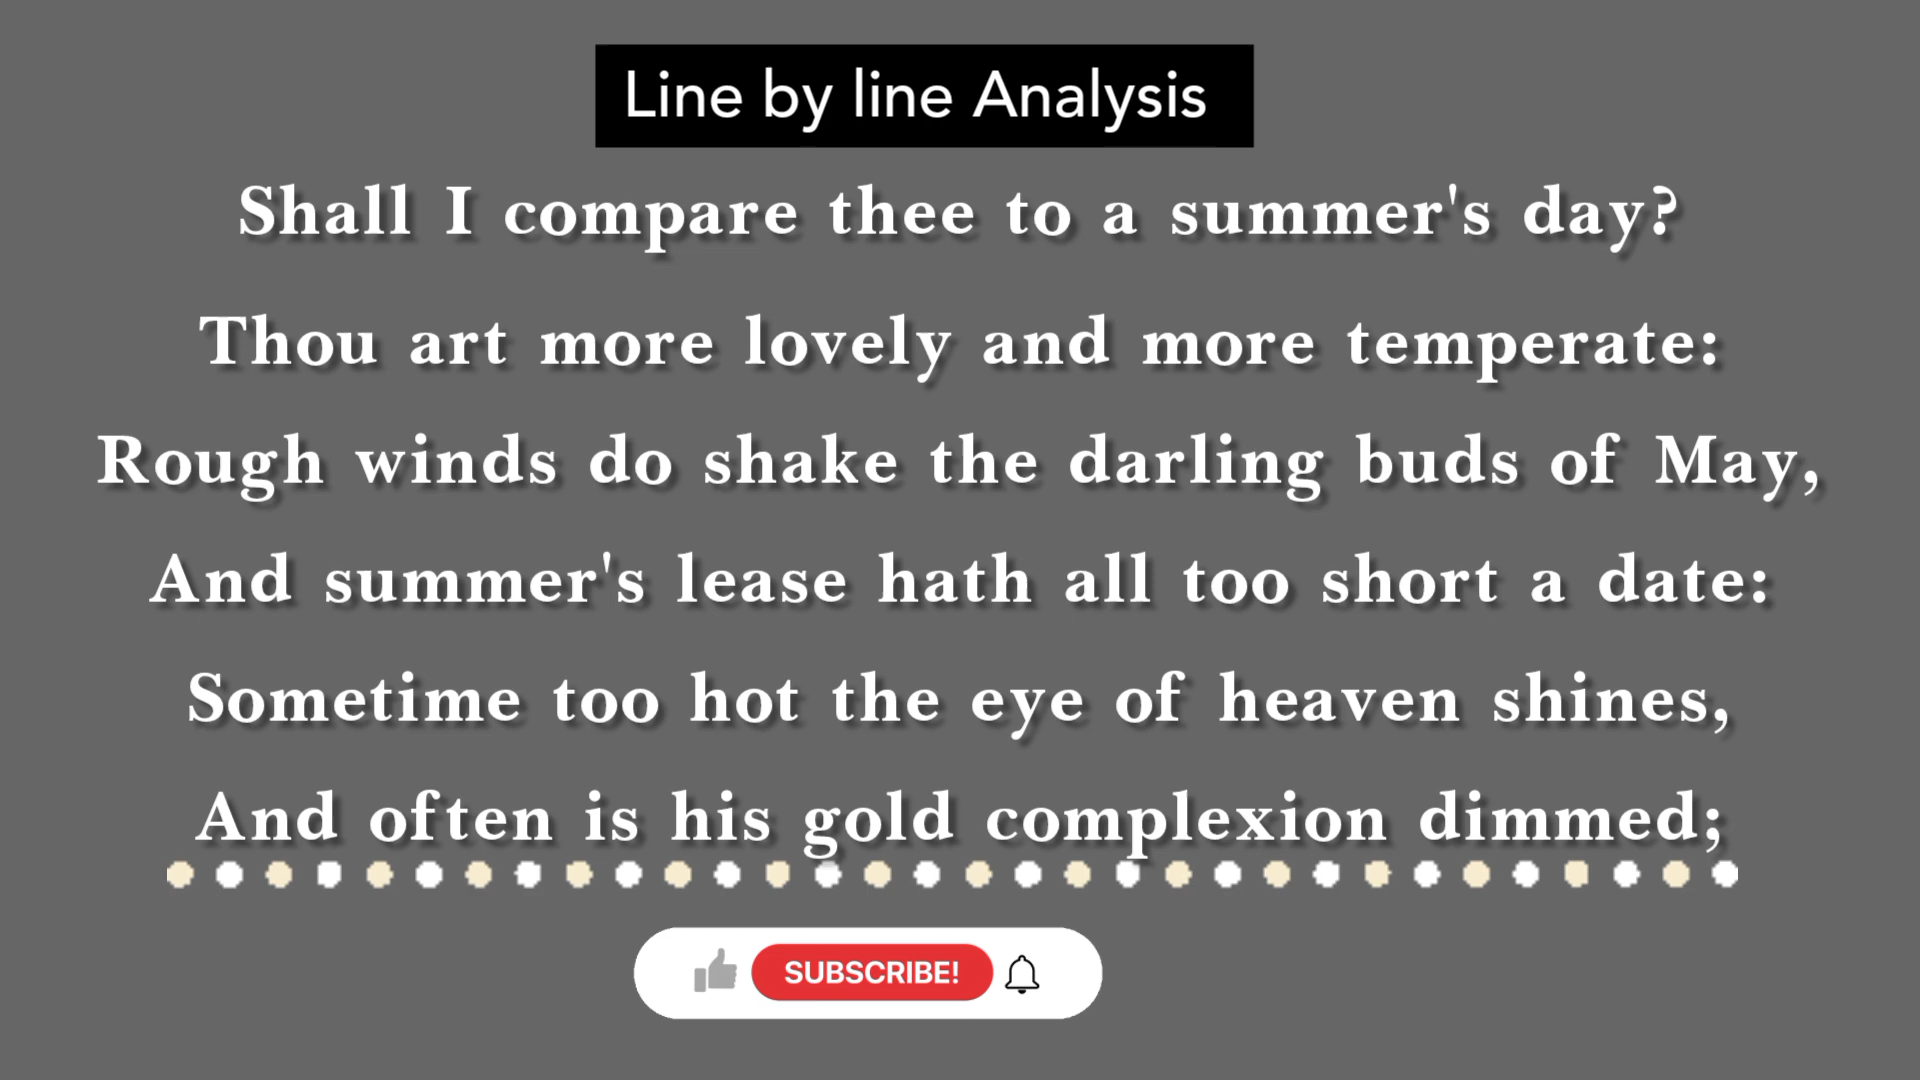 Line by line Analysis
Shall I compare thee to a summer's day?
Thou art more lovely and more temperate:
Rough winds do shake the darling buds of May,
And summer's lease hath all too short a date:
Sometime too hot the eye of heaven shines,
And often is his gold complexion dimmed;
SUBSCRIBE!